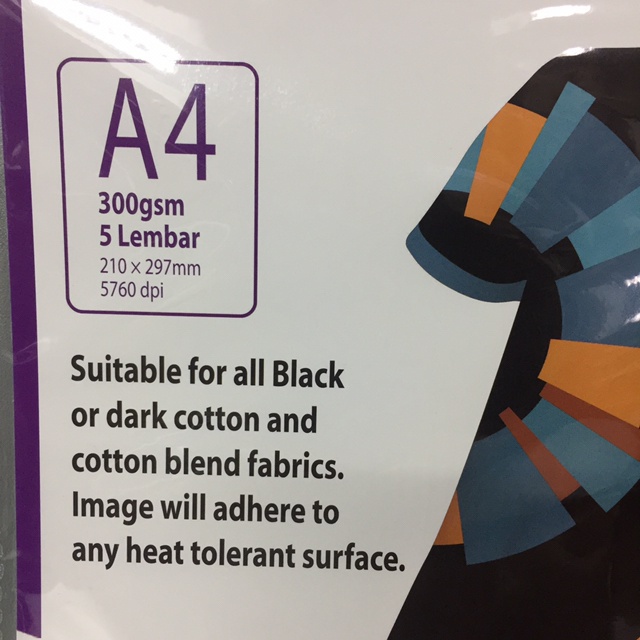 A4
300gsm
5 Lembar
210 x 297mm
5760 dpi
Suitable for all Black
or dark cotton and
cotton blend fabrics.
Image will adhere to
any heat tolerant surface.